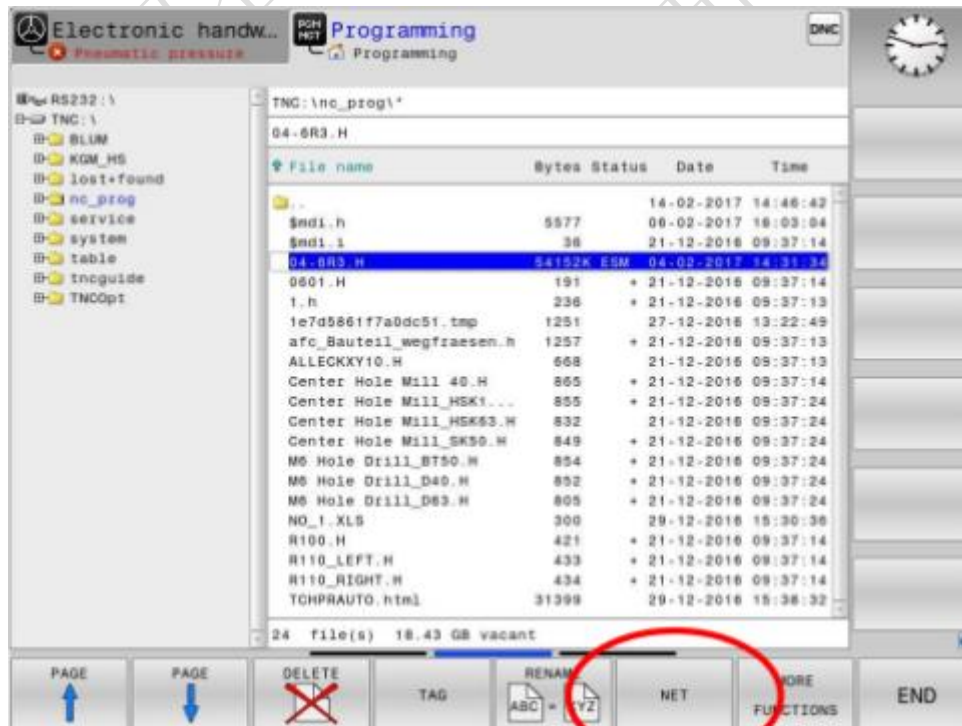 Electronic handw...
Pneumatic pressure
PGM
MGT
Programming
Programming
DNC
RS232:\
TNC:\
BLUM
KGM_HS
lost+found
nc_prog
service
system
table
tncguide
TNCOpt
TNC:\nc_prog\*
04-6R3.H
File name Bytes Status Date Time
.. 14-02-2017 14:46:42
$mdi.h 5577 06-02-2017 16:03:04
$mdi.i 36 21-12-2016 09:37:14
04-6R3.H 54152K ESM 04-02-2017 14:31:34
0601.H 191 + 21-12-2016 09:37:14
1.h 236 + 21-12-2016 09:37:13
1e7d5861f7a0dc51.tmp 1251 27-12-2016 13:22:49
afc_Bauteil_wegfraesen.h 1257 + 21-12-2016 09:37:13
ALLECKXY10.H 668 21-12-2016 09:37:13
Center Hole Mill 40.H 865 + 21-12-2016 09:37:14
Center Hole Mill_HSK1... 855 + 21-12-2016 09:37:24
Center Hole Mill_HSK63.H 832 21-12-2016 09:37:24
Center Hole Mill_SK50.H 849 + 21-12-2016 09:37:24
M6 Hole Drill_BT50.H 854 + 21-12-2016 09:37:24
M6 Hole Drill_D40.H 852 + 21-12-2016 09:37:24
M6 Hole Drill_D63.H 805 + 21-12-2016 09:37:24
NO_1.XLS 300 29-12-2016 15:30:36
R100.H 421 + 21-12-2016 09:37:14
R110_LEFT.H 433 + 21-12-2016 09:37:14
R110_RIGHT.H 434 + 21-12-2016 09:37:14
TCHPRAUTO.html 31399 29-12-2016 15:38:32
24 file(s) 18.43 GB vacant
PAGE
PAGE
DELETE
TAG
ABC = XYZ
NET
FUNCTIONS
END